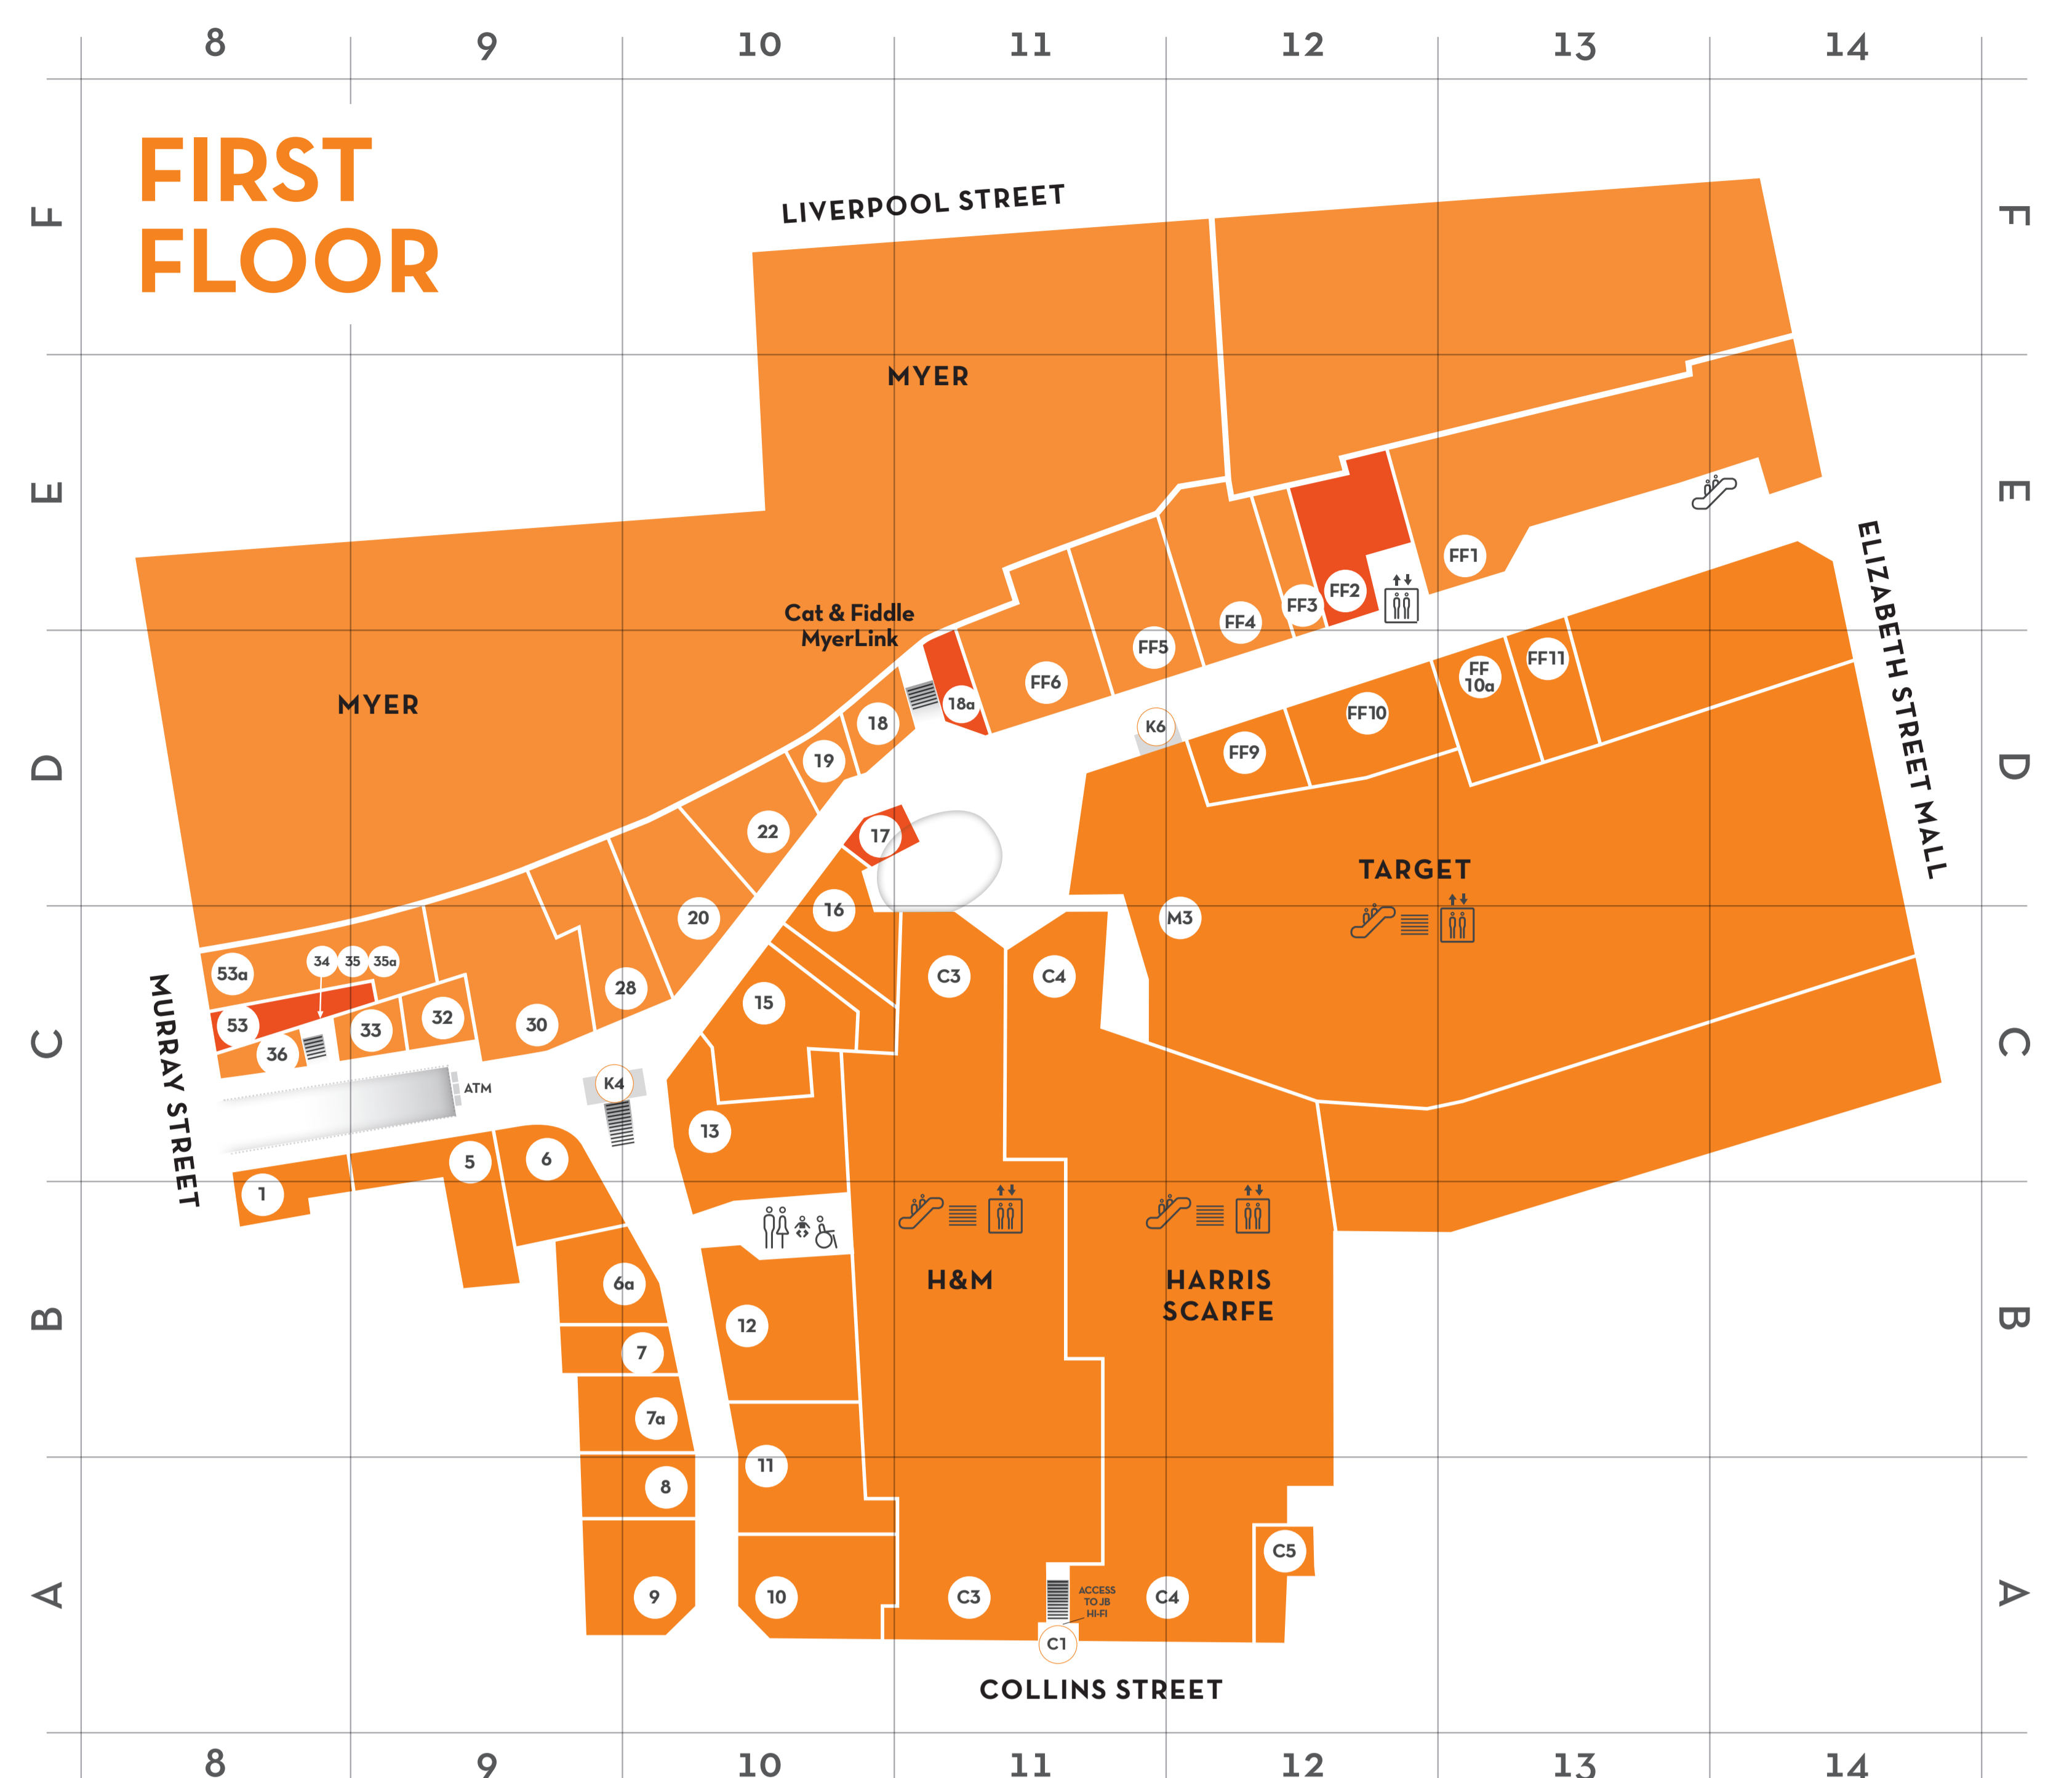 8 9 10 11 12 13 14
FIRST
FLOOR
F
F
LIVERPOOL STREET
MYER
E
E
FF1
FF2
FF3
FF4
Cat & Fiddle
MyerLink
FF5
FF6
FF
10a
FF11
MYER
18a
18
FF10
K6
FF9
19
D
D
ELIZABETH STREET MALL
22
17
TARGET
16
20
M3
53a
34 35 35a
C3
C4
28
15
53
36
33
32
30
C
C
MURRAY STREET
ATM
K4
13
5
6
1
H&M
HARRIS
SCARFE
6a
B
B
12
7
7a
11
8
C5
9
10
C3
ACCESS
TO JB
HI-FI
C4
A
A
C1
COLLINS STREET
8 9 10 11 12 13 14